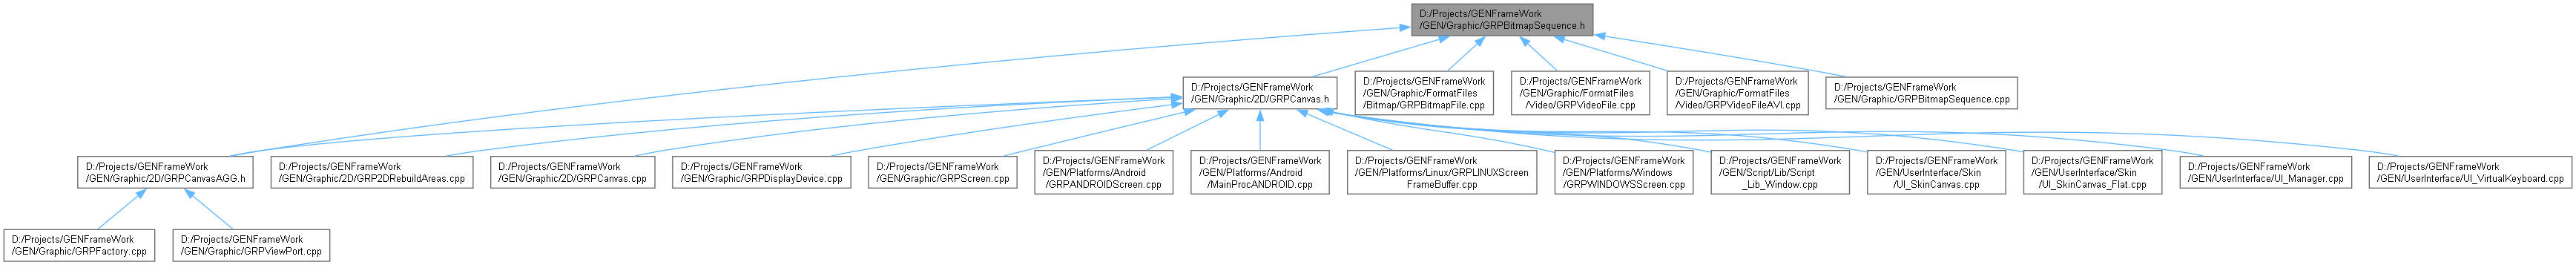 D:/Projects/GENFrameWork
/GEN/Graphic/GRPBitmapSequence.h
D:/Projects/GENFrameWork
/GEN/Graphic/2D/GRPCanvas.h
D:/Projects/GENFrameWork
/GEN/Graphic/FormatFiles
/Bitmap/GRPBitmapFile.cpp
D:/Projects/GENFrameWork
/GEN/Graphic/FormatFiles
/Video/GRPVideoFile.cpp
D:/Projects/GENFrameWork
/GEN/Graphic/FormatFiles
/Video/GRPVideoFileAVI.cpp
D:/Projects/GENFrameWork
/GEN/Graphic/GRPBitmapSequence.cpp
D:/Projects/GENFrameWork
/GEN/Graphic/2D/GRPCanvasAGG.h
D:/Projects/GENFrameWork
/GEN/Graphic/2D/GRP2DRebuildAreas.cpp
D:/Projects/GENFrameWork
/GEN/Graphic/2D/GRPCanvas.cpp
D:/Projects/GENFrameWork
/GEN/Graphic/GRPDisplayDevice.cpp
D:/Projects/GENFrameWork
/GEN/Graphic/GRPScreen.cpp
D:/Projects/GENFrameWork
/GEN/Platforms/Android
/GRPANDROIDScreen.cpp
D:/Projects/GENFrameWork
/GEN/Platforms/Android
/MainProcANDROID.cpp
D:/Projects/GENFrameWork
/GEN/Platforms/Linux/GRPLINUXScreen
FrameBuffer.cpp
D:/Projects/GENFrameWork
/GEN/Platforms/Windows
/GRPWINDOWSScreen.cpp
D:/Projects/GENFrameWork
/GEN/Script/Lib/Script
_Lib_Window.cpp
D:/Projects/GENFrameWork
/GEN/UserInterface/Skin
/UI_SkinCanvas.cpp
D:/Projects/GENFrameWork
/GEN/UserInterface/Skin
/UI_SkinCanvas_Flat.cpp
D:/Projects/GENFrameWork
/GEN/UserInterface/UI_Manager.cpp
D:/Projects/GENFrameWork
/GEN/UserInterface/UI_VirtualKeyboard.cpp
D:/Projects/GENFrameWork
/GEN/Graphic/GRPFactory.cpp
D:/Projects/GENFrameWork
/GEN/Graphic/GRPViewPort.cpp